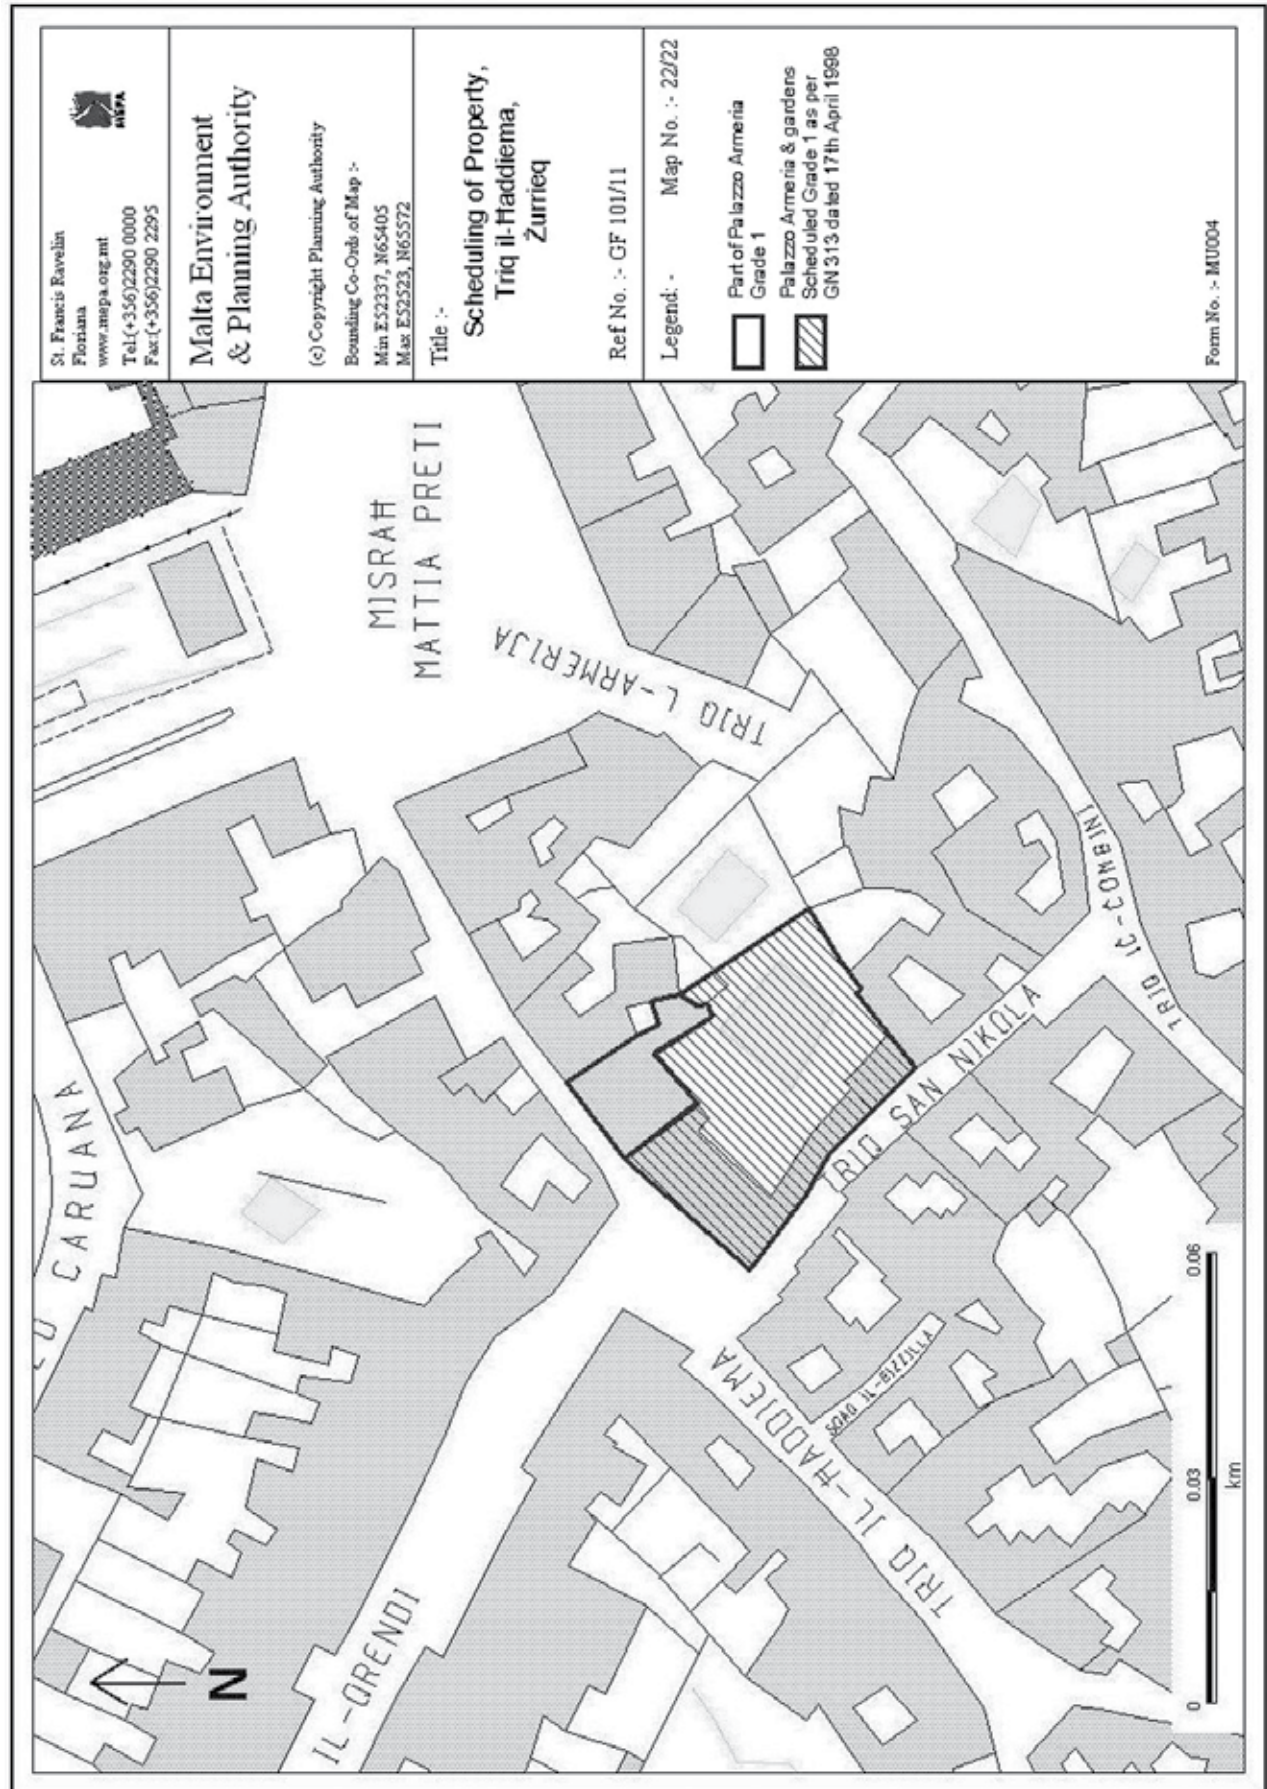 St. Francis Ravelin
Floriana
www.mepa.org.mt
Tel:(+356)2290 0000
Fax:(+356)2290 2295
MEPA
Malta Environment
& Planning Authority
(c) Copyright Planning Authority
Bounding Co-Ords of Map :-
Min E52337, N65405
Max E52523, N65572
Title :-
Scheduling of Property,
Triq il-Ħaddiema,
Żurrieq
Ref No. :- GF 101/11
Legend: - Map No. :- 22/22
Part of Palazzo Armeria
Grade 1
Palazzo Armeria & gardens
Scheduled Grade 1 as per
GN 313 dated 17th April 1998
Form No. :- MU004
MISRAĦ
MATTIA PRETI
TRIQ L-ARMERIJA
CARUANA
IL-QRENDI
TRIQ IL-ĦADDIEMA
SQAQ IL-BIZZILLA
RIQ SAN NIKOLA
TRIQ IĊ-COMBINI
N
0 0.03 0.06
km